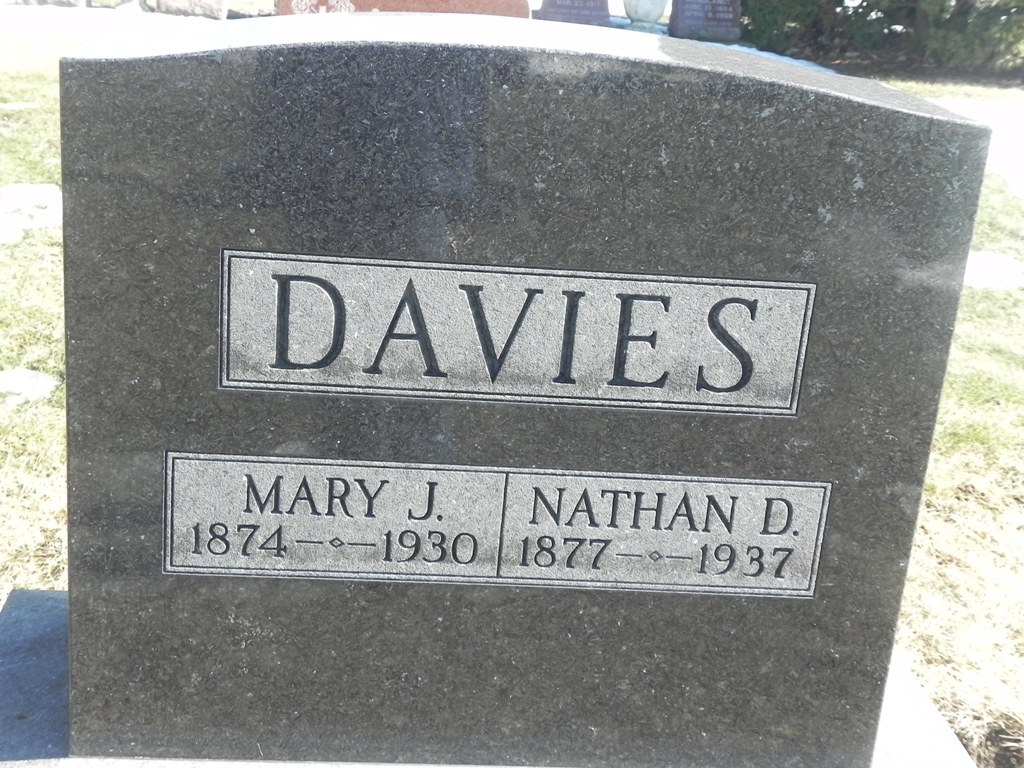 DAVIES
MARY J.
1874 — 1930
NATHAN D.
1877 — 1937